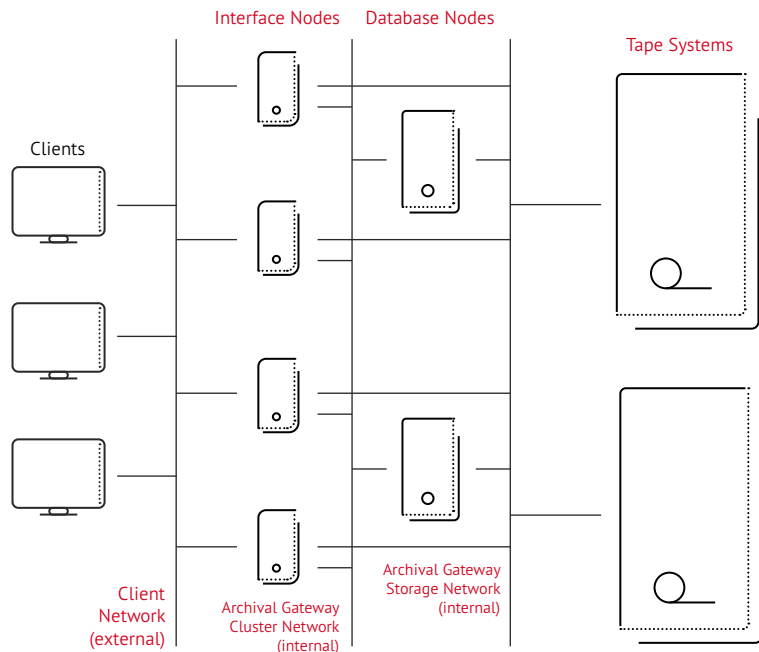 Interface Nodes
Database Nodes
Tape Systems
Clients
Client
Network
(external)
Archival Gateway
Cluster Network
(internal)
Archival Gateway
Storage Network
(internal)